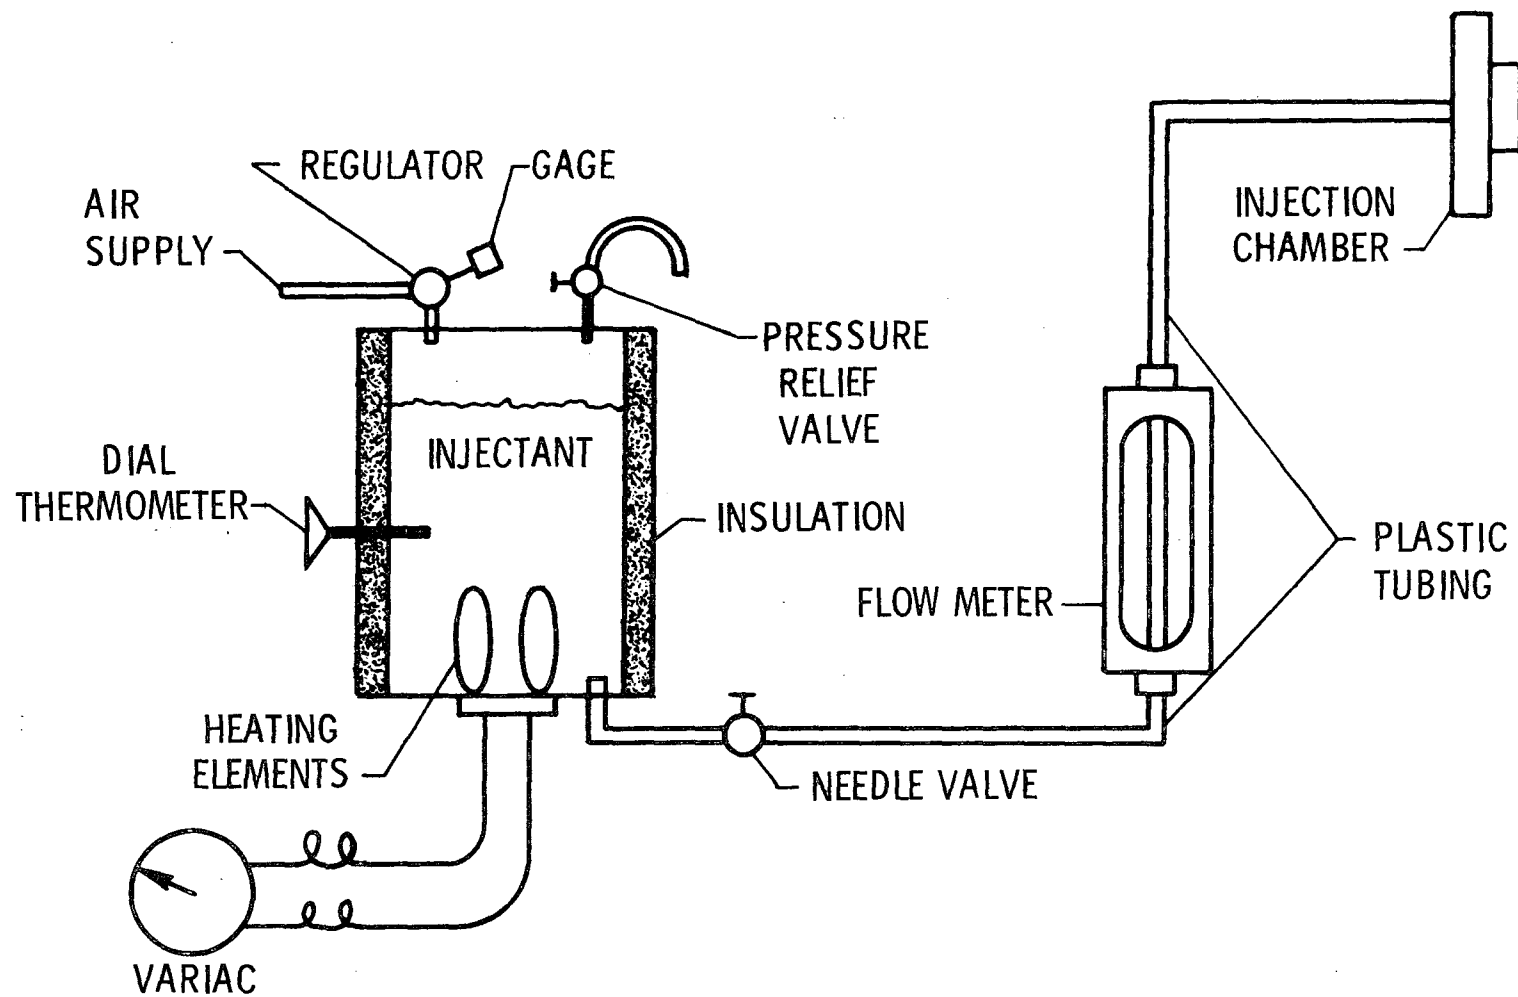 REGULATOR
GAGE
AIR
SUPPLY
INJECTION
CHAMBER
PRESSURE
RELIEF
VALVE
INJECTANT
DIAL
THERMOMETER
INSULATION
PLASTIC
TUBING
FLOW METER
HEATING
ELEMENTS
NEEDLE VALVE
VARIAC